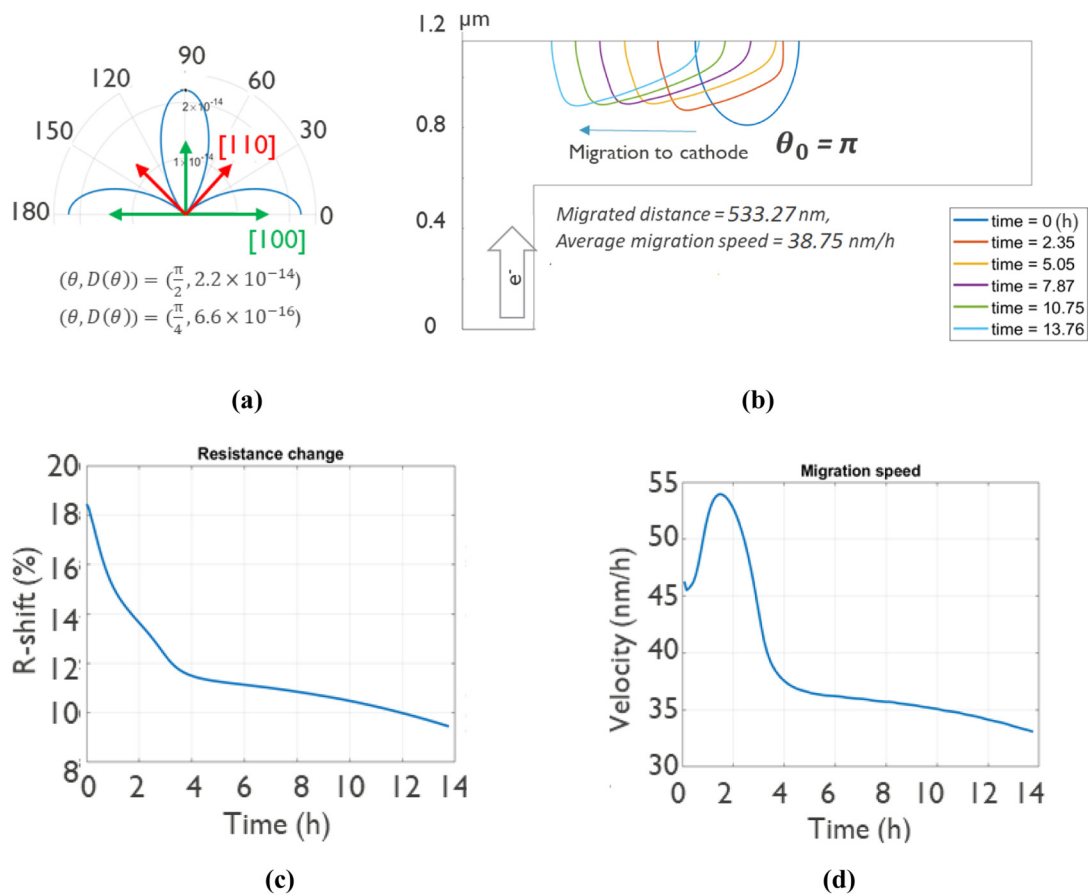 90
120
60
150
30
180
0
2×10⁻¹⁴
1×10⁻¹⁴
[110]
[100]
(θ, D(θ)) = (π/2, 2.2 × 10⁻¹⁴)
(θ, D(θ)) = (π/4, 6.6 × 10⁻¹⁶)
(a)
1.2 μm
0.8
0.4
0
Migration to cathode
θ₀ = π
Migrated distance = 533.27 nm,
Average migration speed = 38.75 nm/h
e⁻
time = 0 (h)
time = 2.35
time = 5.05
time = 7.87
time = 10.75
time = 13.76
(b)
Resistance change
R-shift (%)
20
18
16
14
12
10
8
0 2 4 6 8 10 12 14
Time (h)
(c)
Migration speed
Velocity (nm/h)
55
50
45
40
35
30
0 2 4 6 8 10 12 14
Time (h)
(d)